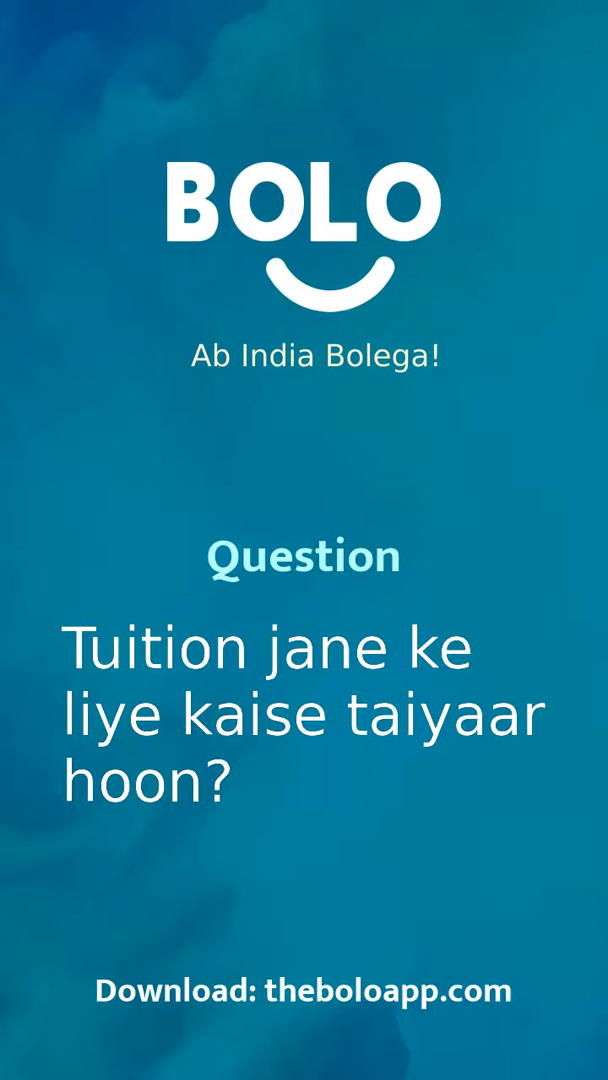 BOLO
Ab India Bolega!
Question
Tuition jane ke
liye kaise taiyaar
hoon?
Download: theboloapp.com